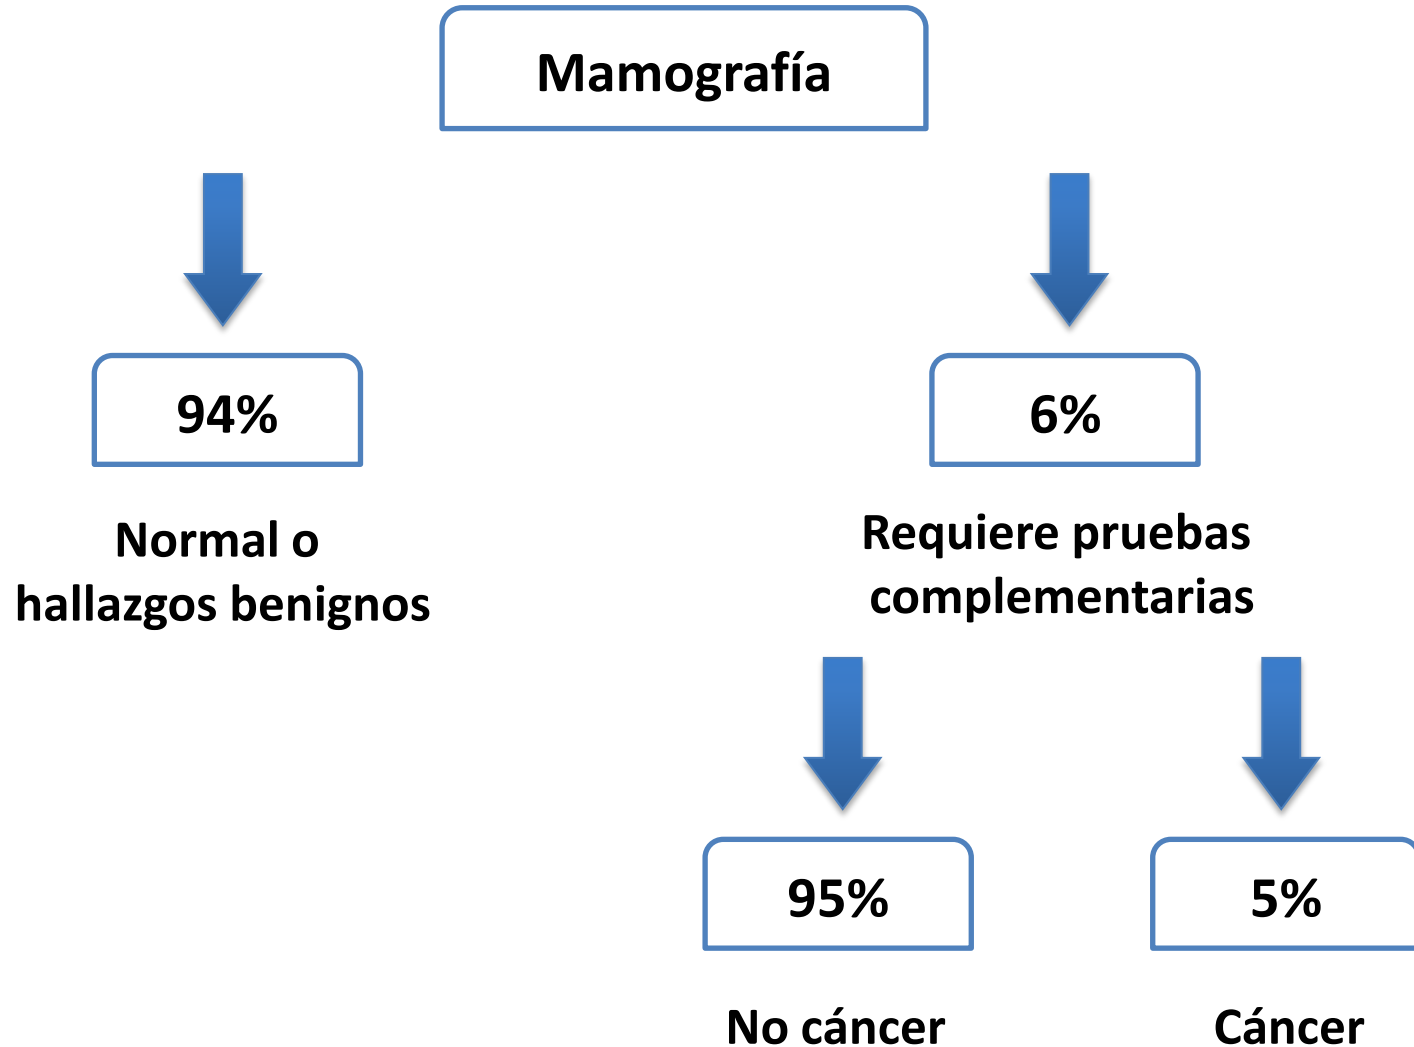 Mamografía
94%
6%
Normal o
hallazgos benignos
Requiere pruebas
complementarias
95%
5%
No cáncer
Cáncer